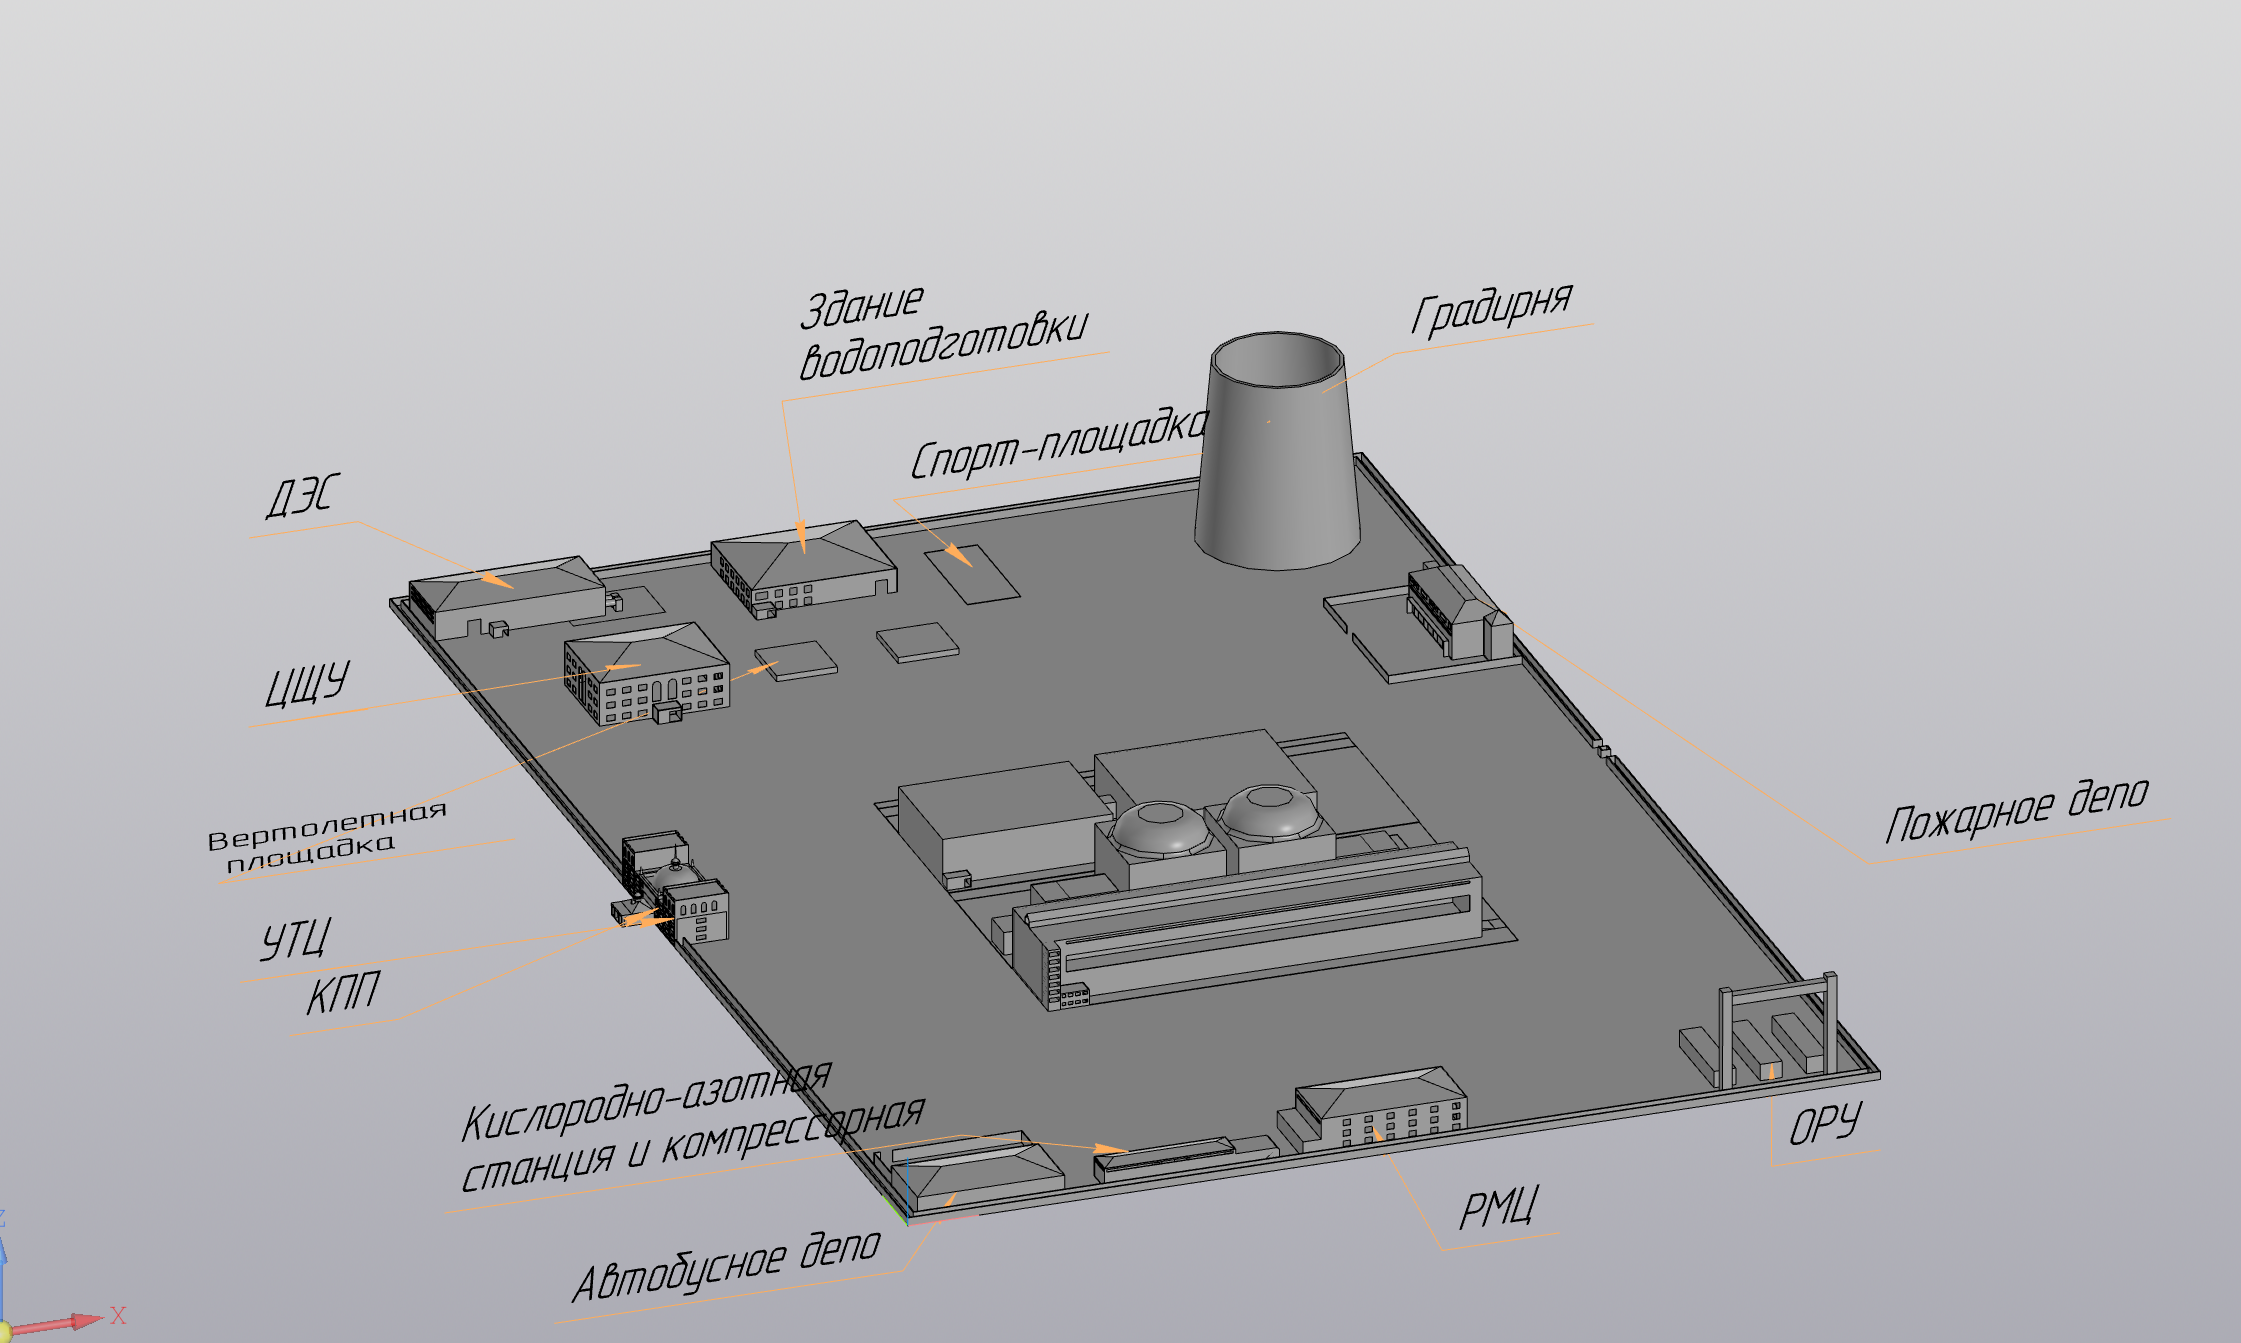 Здание
водоподготовки
Градирня
Спорт-площадка
ДЭС
ЦЩУ
Вертолетная
площадка
Пожарное депо
УТЦ
КПП
Кислородно-азотная
станция и компрессорная
ОРУ
РМЦ
Автобусное депо
Z
X